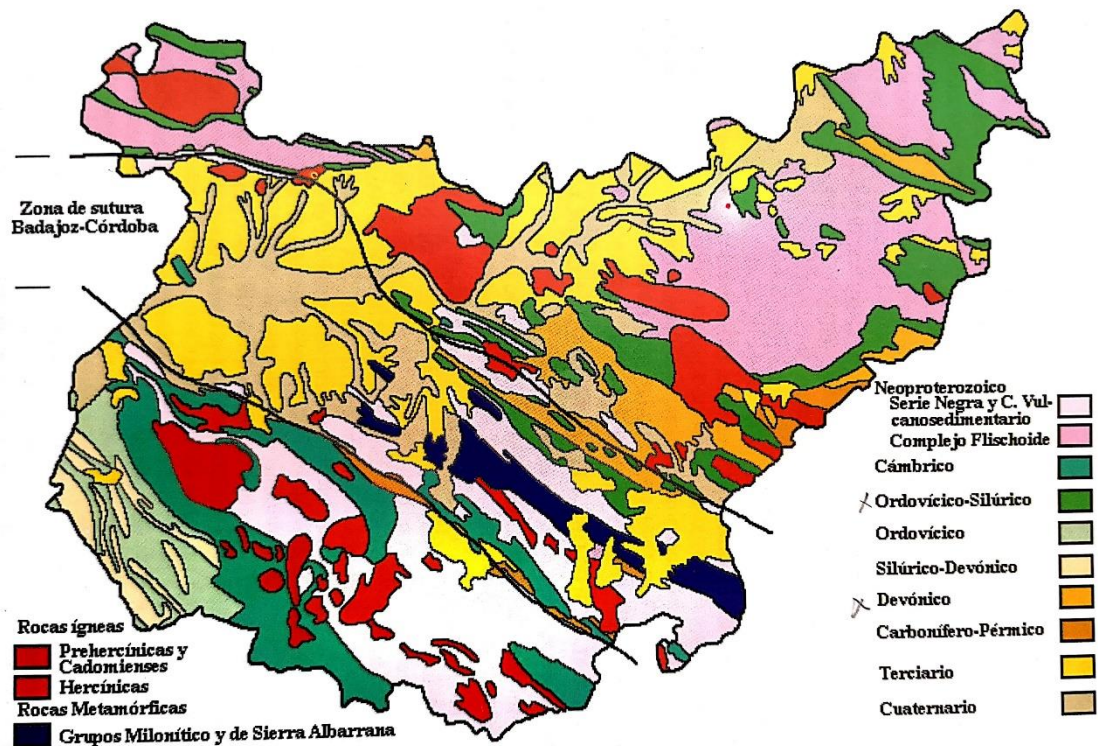 Zona de sutura
Badajoz-Córdoba
Neoproterozoico
Serie Negra y C. Vul-
canosedimentario
Complejo Flischoide
Cámbrico
x Ordovícico-Silúrico
Ordovícico
Silúrico-Devónico
x Devónico
Carbonífero-Pérmico
Terciario
Cuaternario
Rocas ígneas
Prehercínicas y
Cadomienses
Hercínicas
Rocas Metamórficas
Grupos Milonítico y de Sierra Albarrana